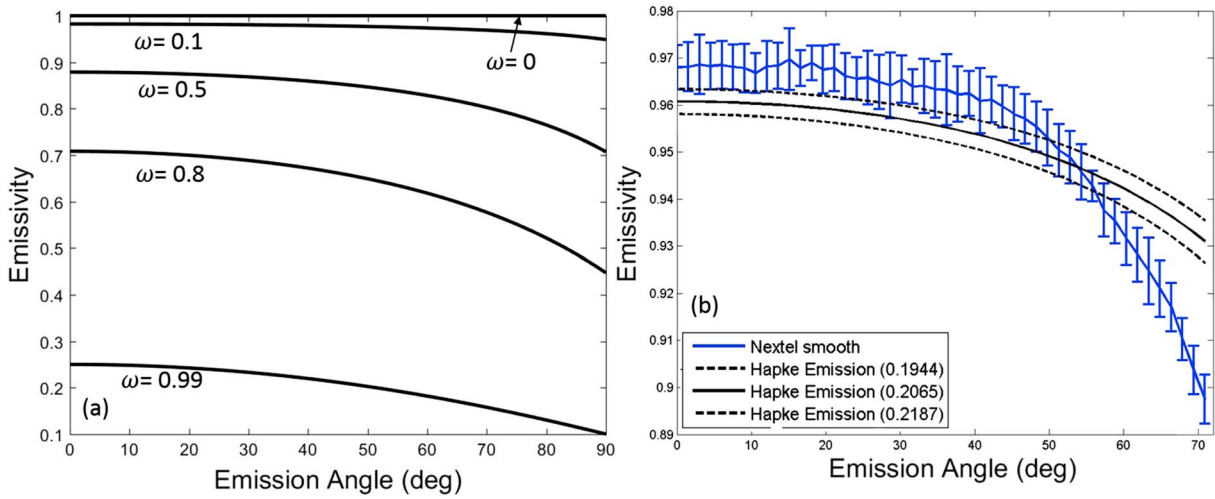 1
0.9
0.8
0.7
0.6
0.5
0.4
0.3
0.2
0.1
Emissivity
ω= 0.1
ω= 0
ω= 0.5
ω= 0.8
ω= 0.99
(a)
0 10 20 30 40 50 60 70 80 90
Emission Angle (deg)
0.98
0.97
0.96
0.95
0.94
0.93
0.92
0.91
0.9
0.89
Emissivity
(b)
Nextel smooth
Hapke Emission (0.1944)
Hapke Emission (0.2065)
Hapke Emission (0.2187)
0 10 20 30 40 50 60 70
Emission Angle (deg)